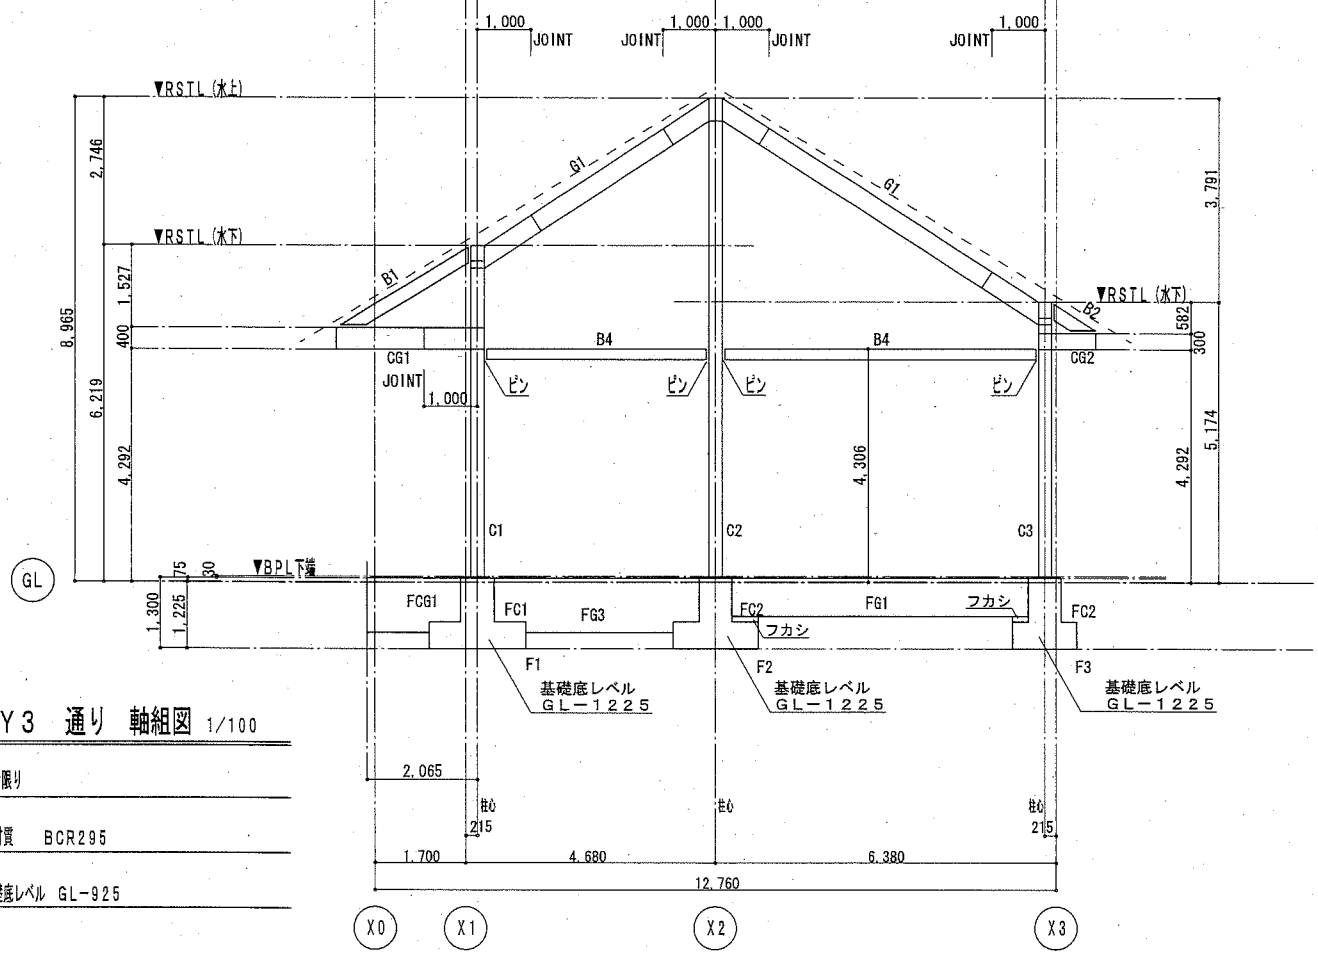 1,000
JOINT
1,000
JOINT
1,000
JOINT
1,000
JOINT
▼RSTL(水上)
2,746
G1
G1
3,791
▼RSTL(水下)
B1
1,527
▼RSTL(水下)
B2
582
8,965
400
B4
B4
300
CG1
CG2
JOINT
ピン
ピン
ピン
ピン
1,000
6,219
4,292
4,306
4,292
5,174
C1
C2
C3
GL
75
30
▼BPL下端
1,300
1,225
FCG1
FC1
FG3
FC2
フカシ
FG1
フカシ
FC2
F1
F2
F3
基礎底レベル
GL-1225
基礎底レベル
GL-1225
基礎底レベル
GL-1225
Y3 通り 軸組図 1/100
限り
質 BCR295
底レベル GL-925
2,065
柱心
柱心
柱心
215
215
1,700
4,680
6,380
12,760
X0
X1
X2
X3